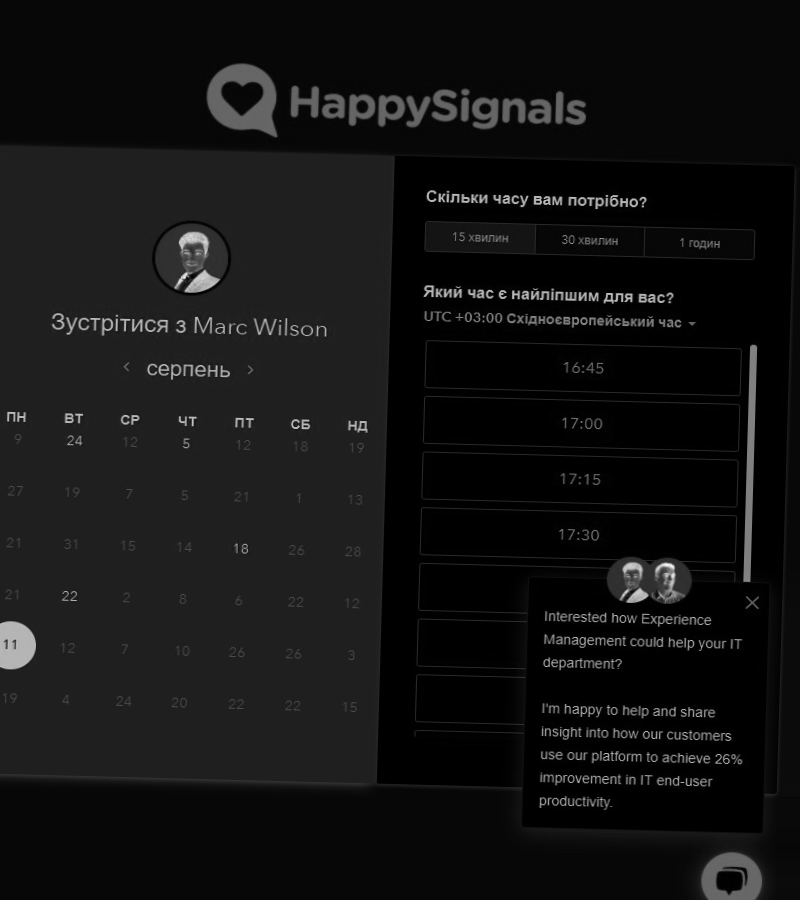 HappySignals
Зустрітися з Marc Wilson
серпень
ПН ВТ СР ЧТ ПТ СБ НД
9 24 12 5 12 18 19
27 19 7 5 21 1 13
21 31 15 14 18 26 28
21 22 2 8 6 22 12
11 12 7 10 26 26 3
19 4 24 20 22 22 15
Скільки часу вам потрібно?
15 хвилин 30 хвилин 1 годин
Який час є найліпшим для вас?
UTC +03:00 Східноєвропейський час
16:45
17:00
17:15
17:30
Interested how Experience
Management could help your IT
department?
I'm happy to help and share
insight into how our customers
use our platform to achieve 26%
improvement in IT end-user
productivity.